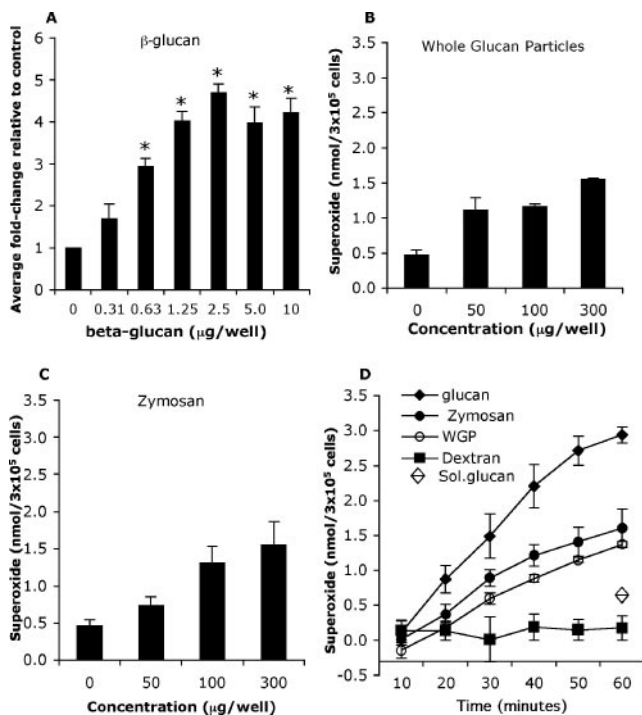 A
β-glucan
Average fold-change relative to control
6
5
4
3
2
1
0
*
*
*
*
*
0
0.31
0.63
1.25
2.5
5.0
10
beta-glucan (μg/well)
B
Whole Glucan Particles
Superoxide (nmol/3x10⁵ cells)
3.5
3.0
2.5
2.0
1.5
1.0
0.5
0.0
0
50
100
300
Concentration (μg/well)
C
Zymosan
Superoxide (nmol/3x10⁵ cells)
3.5
3.0
2.5
2.0
1.5
1.0
0.5
0.0
0
50
100
300
Concentration (μg/well)
D
glucan
Zymosan
WGP
Dextran
Sol.glucan
Superoxide (nmol/3x10⁵ cells)
3.5
3.0
2.5
2.0
1.5
1.0
0.5
0.0
-0.5
10
20
30
40
50
60
Time (minutes)